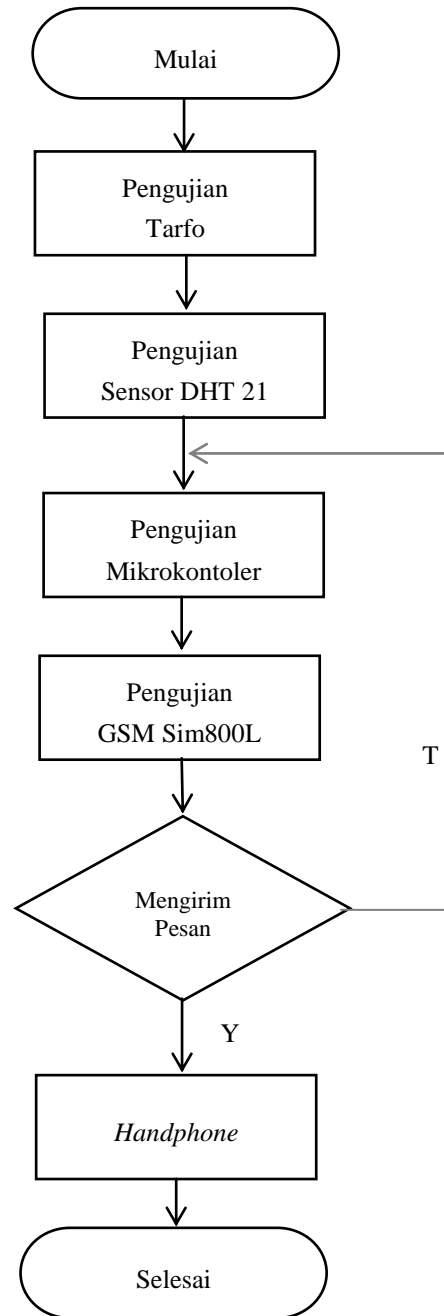 Mulai
Pengujian
Tarfo
Pengujian
Sensor DHT 21
Pengujian
Mikrokontoler
Pengujian
GSM Sim800L
T
Mengirim
Pesan
Y
Handphone
Selesai